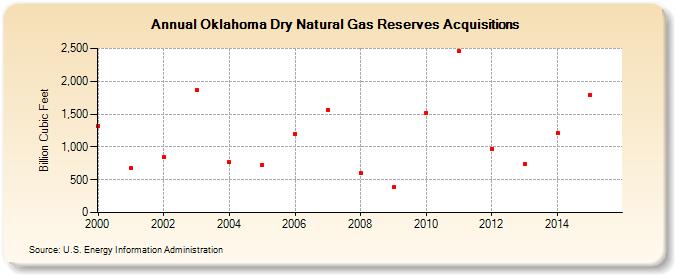 Annual Oklahoma Dry Natural Gas Reserves Acquisitions
Billion Cubic Feet
2,500
2,000
1,500
1,000
500
0
2000 2002 2004 2006 2008 2010 2012 2014
Source: U.S. Energy Information Administration